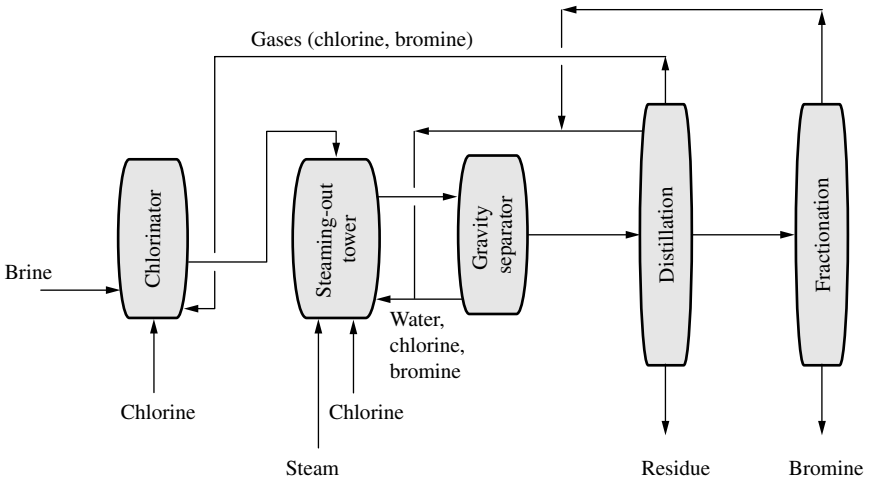 Gases (chlorine, bromine)
Chlorinator
Steaming-out
tower
Gravity
separator
Distillation
Fractionation
Brine
Water,
chlorine,
bromine
Chlorine
Chlorine
Steam
Residue
Bromine